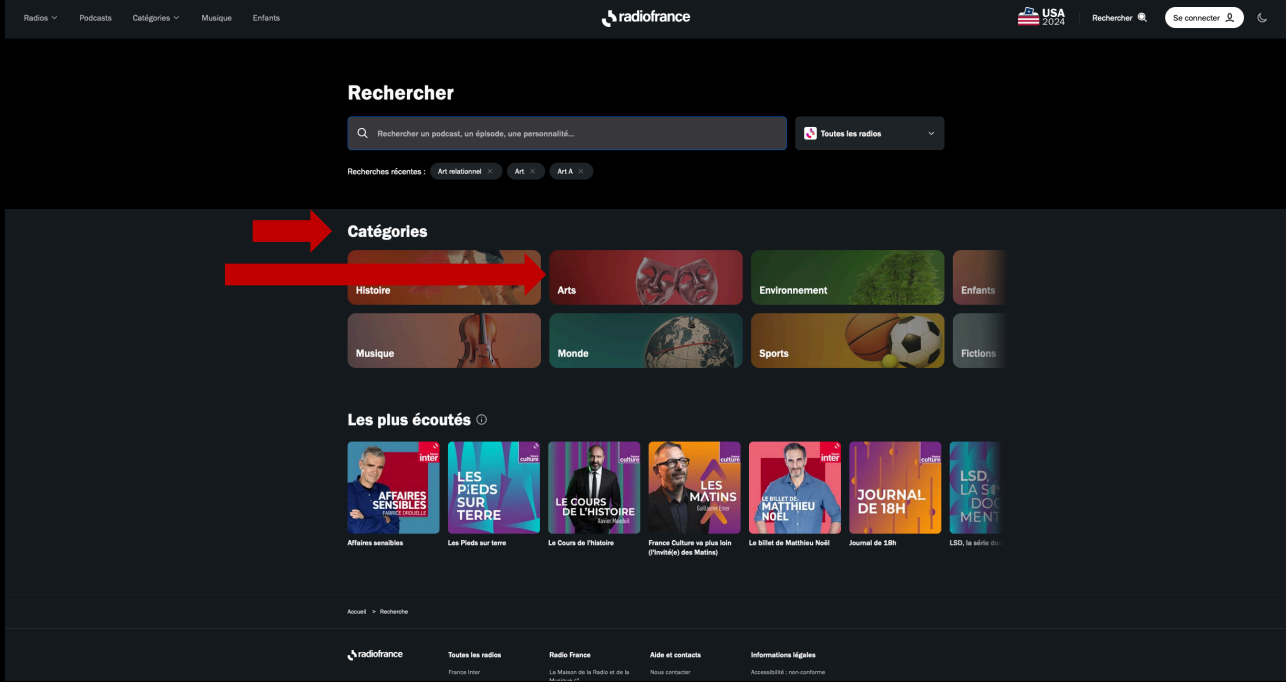 Radios Podcasts Catégories Musique Enfants
radiofrance
USA
2024
Rechercher
Se connecter
Rechercher
Rechercher un podcast, un épisode, une personnalité...
Toutes les radios
Recherches récentes : Art relationnel × Art × Art A ×
Catégories
Histoire
Arts
Environnement
Enfants
Musique
Monde
Sports
Fictions
Les plus écoutés
inter
AFFAIRES
SENSIBLES
FABRICE DROUELLE
culture
LES
PIEDS
SUR
TERRE
culture
LE COURS
DE L'HISTOIRE
Xavier Mauduit
culture
LES
MATINS
Guillaume Erner
inter
LE BILLET DE
MATTHIEU
NOËL
culture
JOURNAL
DE 18H
LSD,
LA S
DOC
MENT
Affaires sensibles
Les Pieds sur terre
Le Cours de l'histoire
France Culture va plus loin
(l'Invité(e) des Matins)
Le billet de Matthieu Noël
Journal de 18h
LSD, la série do
Accueil > Recherche
radiofrance
Toutes les radios
Radio France
Aide et contacts
Informations légales
France Inter
La Maison de la Radio et de la
Musique
Nous contacter
Accessibilité : non-conforme